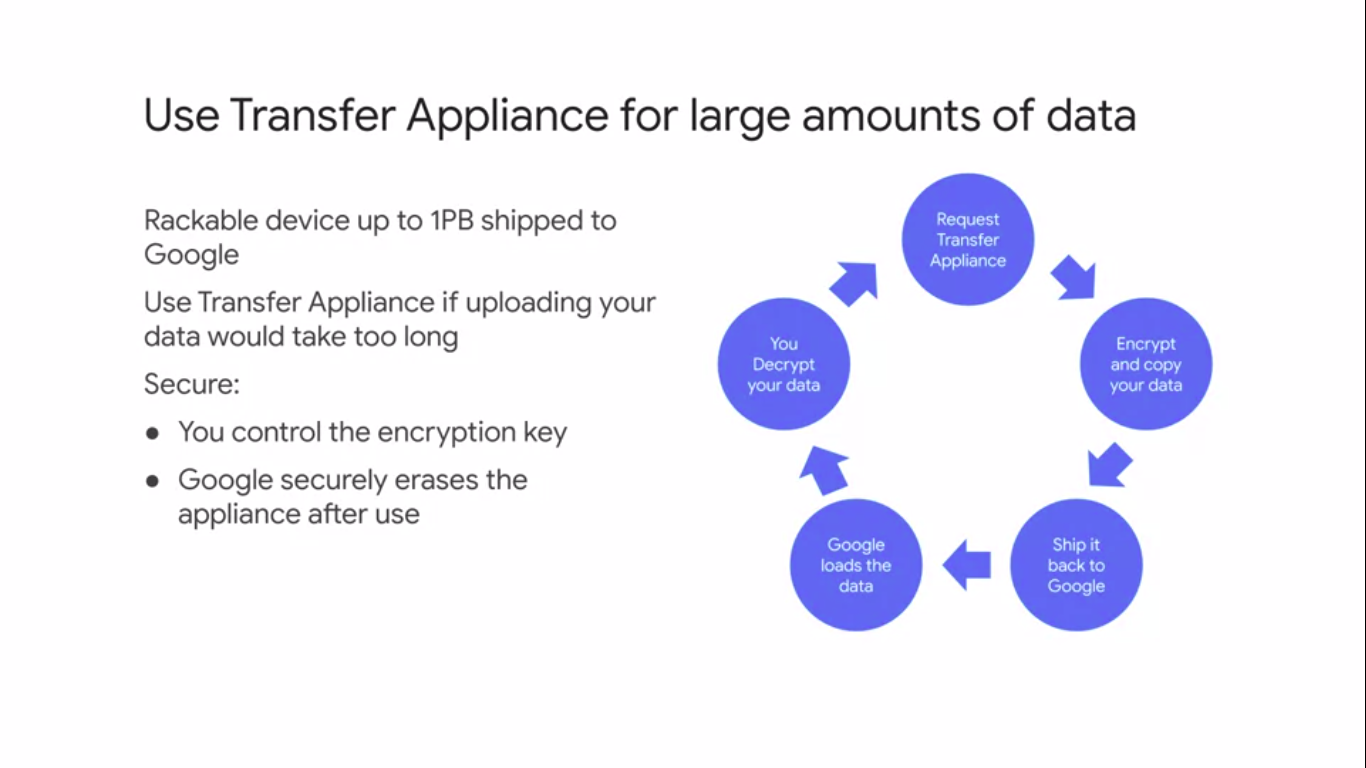 Use Transfer Appliance for large amounts of data
Rackable device up to 1PB shipped to
Google
Use Transfer Appliance if uploading your
data would take too long
Secure:
● You control the encryption key
● Google securely erases the
appliance after use
Request
Transfer
Appliance
Encrypt
and copy
your data
Ship it
back to
Google
Google
loads the
data
You
Decrypt
your data